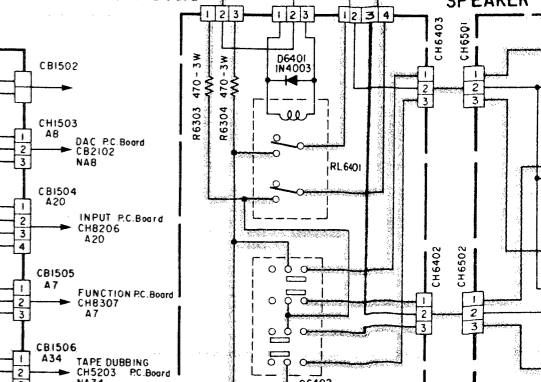 SPEAKER
1 2 3
1 2 3
1 2 3 4
CH6403
CH6501
D6401
1N4003
R6303 470-3W
R6304 470-3W
RL6401
CB1502
CH1503
A8
1
2
3
DAC P.C.Board
CB2102
NA8
CB1504
A20
1
2
3
4
INPUT P.C.Board
CH8206
A20
CB1505
A7
1
2
3
FUNCTION P.C.Board
CH8307
A7
CB1506
A34
1
2
TAPE DUBBING
CH5203 P.C.Board
1
2
3
1
2
3
CH6402
CH6502
1
2
3
1
2
3